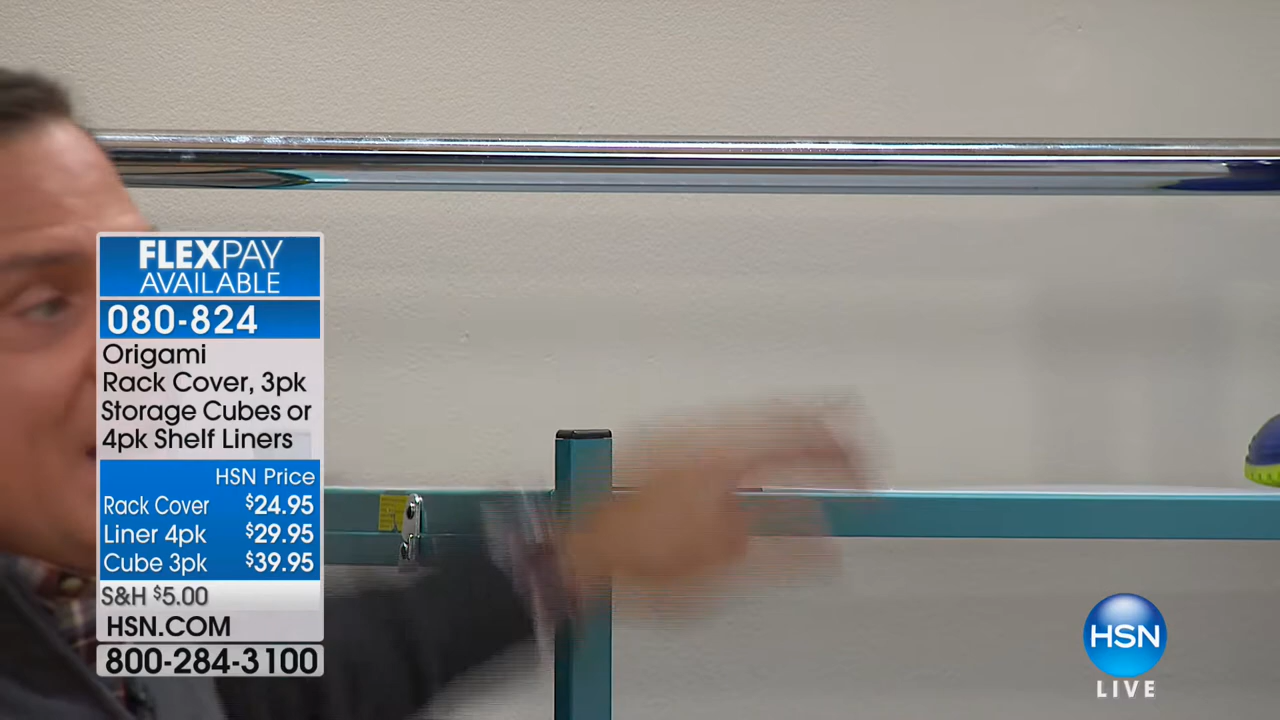 FLEXPAY
AVAILABLE
080-824
Origami
Rack Cover, 3pk
Storage Cubes or
4pk Shelf Liners
HSN Price
Rack Cover $24.95
Liner 4pk $29.95
Cube 3pk $39.95
S&H $5.00
HSN.COM
800-284-3100
HSN
LIVE